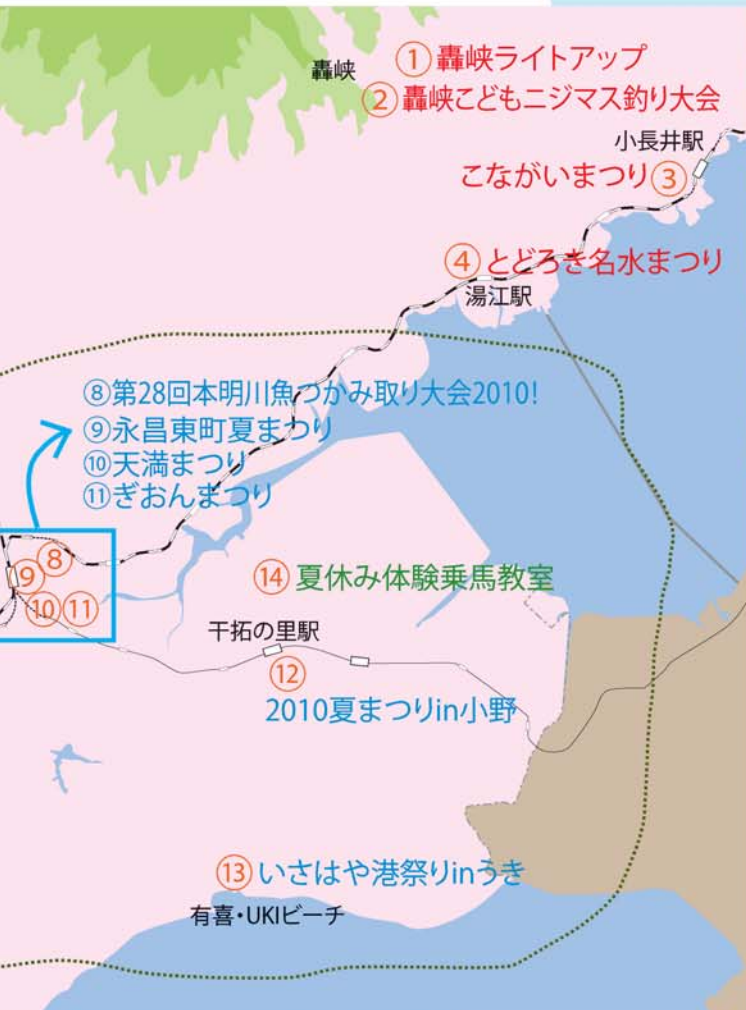 轟峡
①轟峡ライトアップ
②轟峡こどもニジマス釣り大会
小長井駅
こながいまつり③
④とどろき名水まつり
湯江駅
⑧第28回本明川魚つかみ取り大会2010!
⑨永昌東町夏まつり
⑩天満まつり
⑪ぎおんまつり
⑧
⑨
⑩⑪
⑭夏休み体験乗馬教室
干拓の里駅
⑫
2010夏まつりin小野
⑬いさはや港祭りinうき
有喜・UKIビーチ